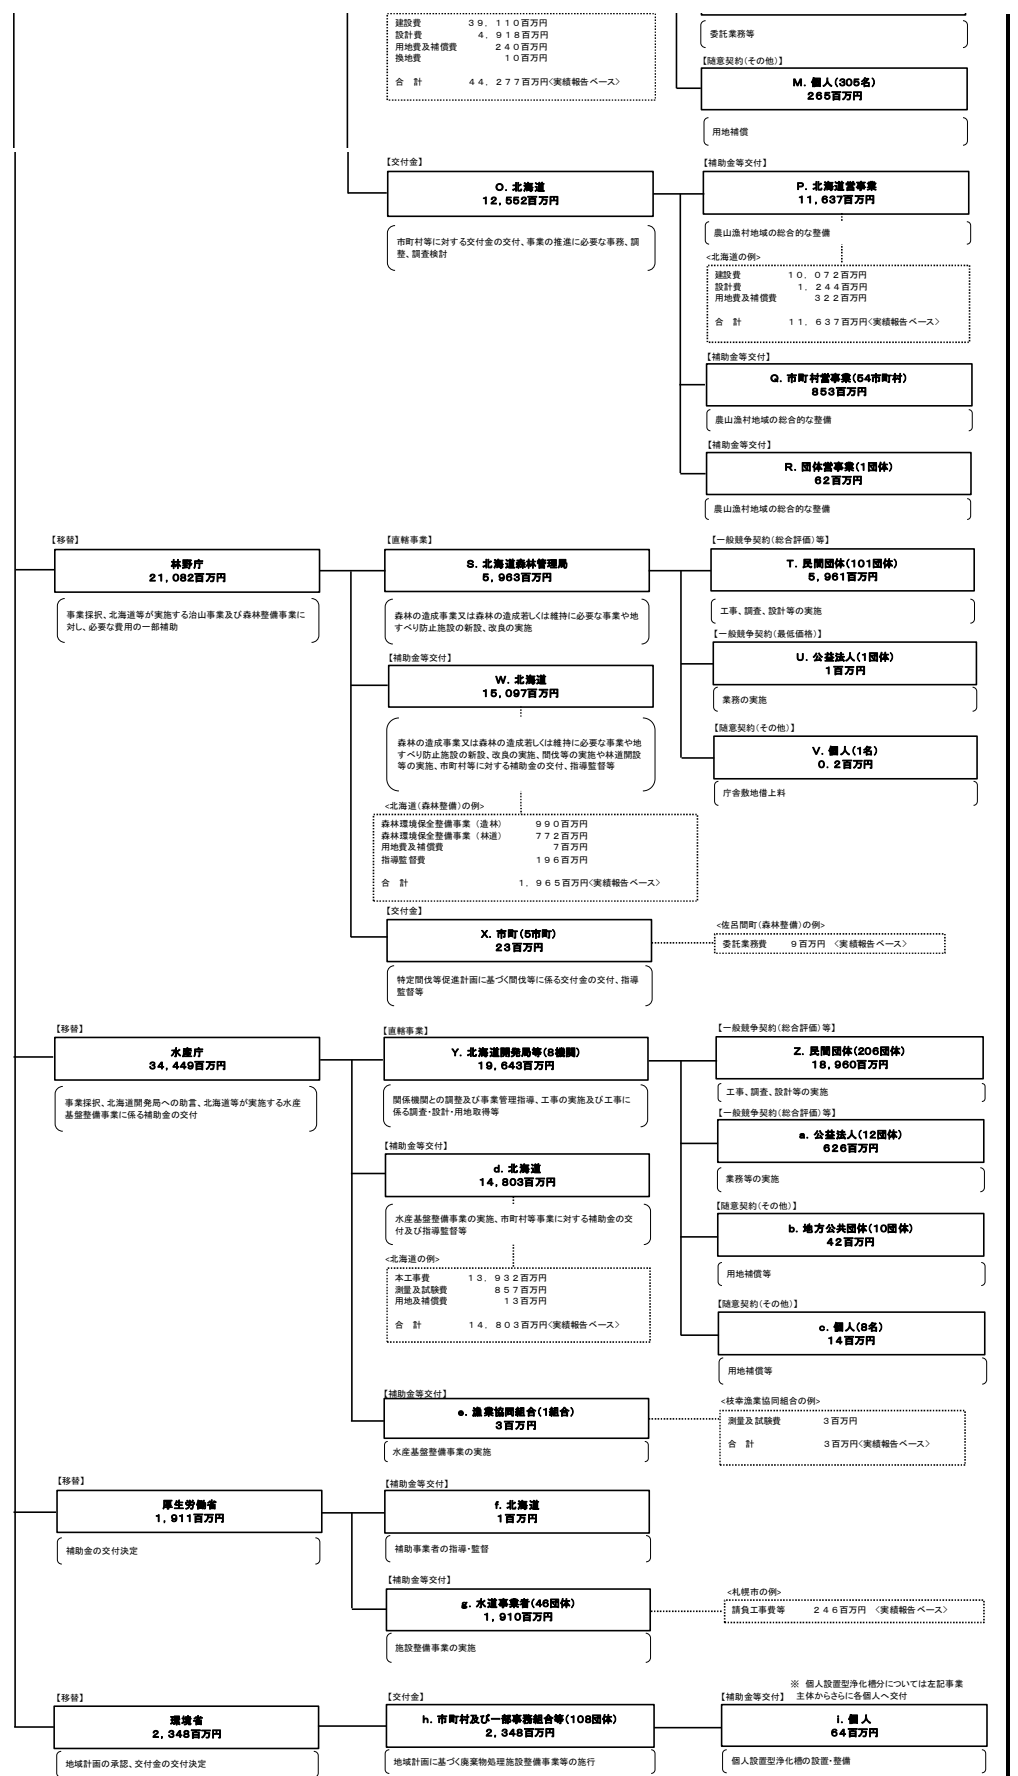 建設費 39,110百万円
設計費 4,918百万円
用地費及補償費 240百万円
換地費 10百万円
合 計 44,277百万円<実績報告ベース>
委託業務等
【随意契約(その他)】
M. 個人(305名)
265百万円
用地補償
【交付金】
O. 北海道
12,552百万円
市町村等に対する交付金の交付、事業の推進に必要な事務、調
整、調査検討
【補助金等交付】
P. 北海道営事業
11,637百万円
農山漁村地域の総合的な整備
<北海道の例>
建設費 10,072百万円
設計費 1,244百万円
用地費及補償費 322百万円
合 計 11,637百万円<実績報告ベース>
【補助金等交付】
Q. 市町村営事業(54市町村)
853百万円
農山漁村地域の総合的な整備
【補助金等交付】
R. 団体営事業(1団体)
62百万円
農山漁村地域の総合的な整備
【移替】
林野庁
21,082百万円
事業採択、北海道等が実施する治山事業及び森林整備事業に
対し、必要な費用の一部補助
【直轄事業】
S. 北海道森林管理局
5,963百万円
森林の造成事業又は森林の造成若しくは維持に必要な事業や地
すべり防止施設の新設、改良の実施
【一般競争契約(総合評価)等】
T. 民間団体(101団体)
5,961百万円
工事、調査、設計等の実施
【一般競争契約(最低価格)】
U. 公益法人(1団体)
1百万円
業務の実施
【随意契約(その他)】
V. 個人(1名)
0.2百万円
庁舎敷地借上料
【補助金等交付】
W. 北海道
15,097百万円
森林の造成事業又は森林の造成若しくは維持に必要な事業や地
すべり防止施設の新設、改良の実施、間伐等の実施や林道開設
等の実施、市町村等に対する補助金の交付、指導監督等
<北海道(森林整備)の例>
森林環境保全整備事業(造林) 990百万円
森林環境保全整備事業(林道) 772百万円
用地費及補償費 7百万円
指導監督費 196百万円
合 計 1,965百万円<実績報告ベース>
【交付金】
X. 市町(5市町)
23百万円
特定間伐等促進計画に基づく間伐等に係る交付金の交付、指導
監督等
<佐呂間町(森林整備)の例>
委託業務費 9百万円 <実績報告ベース>
【移替】
水産庁
34,449百万円
事業採択、北海道開発局への助言、北海道等が実施する水産
基盤整備事業に係る補助金の交付
【直轄事業】
Y. 北海道開発局等(8機関)
19,643百万円
関係機関との調整及び事業管理指導、工事の実施及び工事に
係る調査・設計・用地取得等
【一般競争契約(総合評価)等】
Z. 民間団体(206団体)
18,960百万円
工事、調査、設計等の実施
【一般競争契約(総合評価)等】
a. 公益法人(12団体)
626百万円
業務等の実施
【随意契約(その他)】
b. 地方公共団体(10団体)
42百万円
用地補償等
【随意契約(その他)】
c. 個人(8名)
14百万円
用地補償等
【補助金等交付】
d. 北海道
14,803百万円
水産基盤整備事業の実施、市町村等事業に対する補助金の交
付及び指導監督等
<北海道の例>
本工事費 13,932百万円
測量及試験費 857百万円
用地及補償費 13百万円
合 計 14,803百万円<実績報告ベース>
【補助金等交付】
e. 漁業協同組合(1組合)
3百万円
水産基盤整備事業の実施
<枝幸漁業協同組合の例>
測量及試験費 3百万円
合 計 3百万円<実績報告ベース>
【移替】
厚生労働省
1,911百万円
補助金の交付決定
【補助金等交付】
f. 北海道
1百万円
補助事業者の指導・監督
【補助金等交付】
g. 水道事業者(46団体)
1,910百万円
施設整備事業の実施
<札幌市の例>
請負工事費等 246百万円 <実績報告ベース>
【移替】
環境省
2,348百万円
地域計画の承認、交付金の交付決定
【交付金】
h. 市町村及び一部事務組合等(108団体)
2,348百万円
地域計画に基づく廃棄物処理施設整備事業等の施行
※ 個人設置型浄化槽分については左記事業
【補助金等交付】 主体からさらに各個人へ交付
i. 個人
64百万円
個人設置型浄化槽の設置・整備